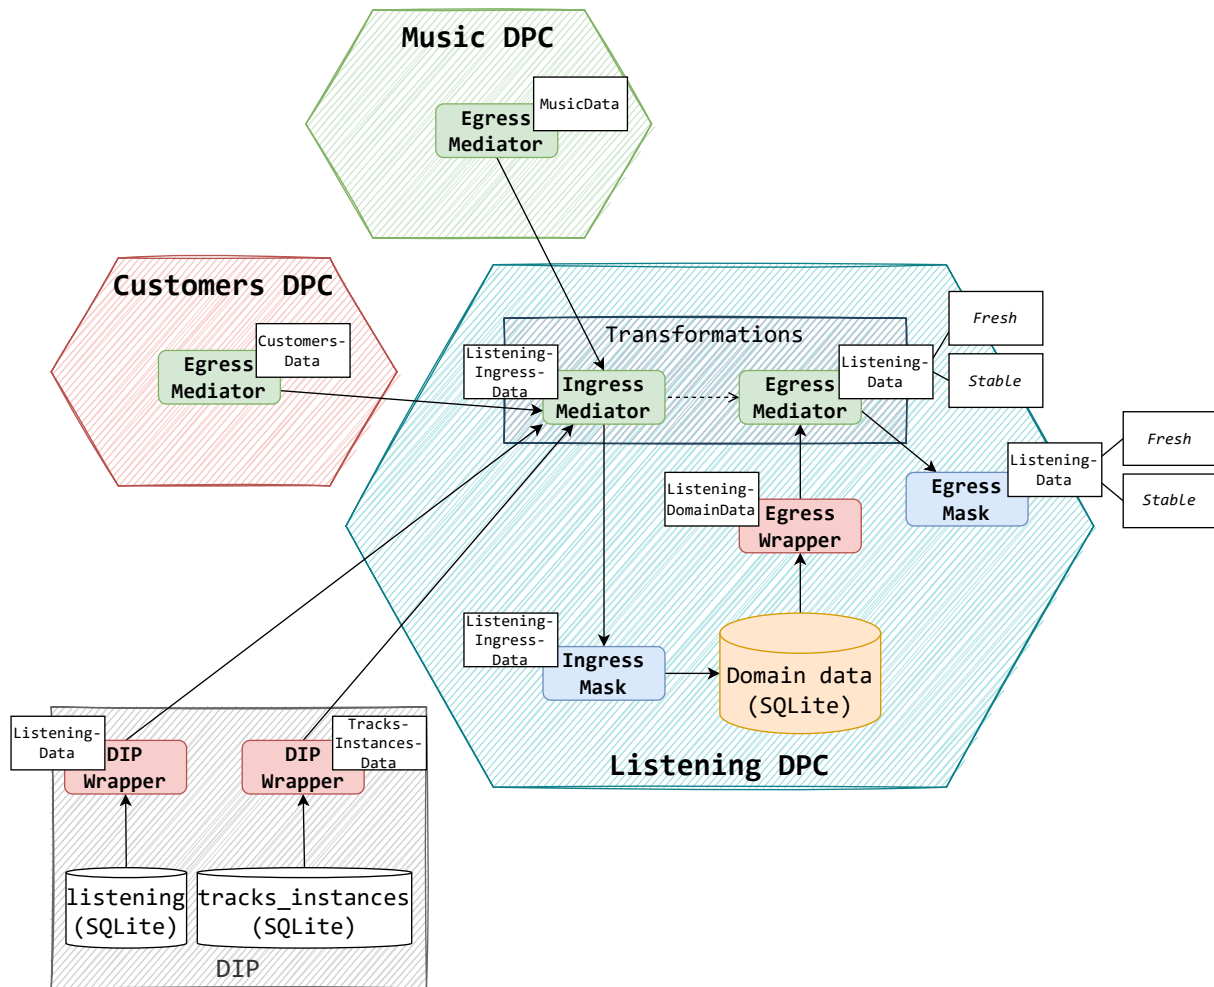 Music DPC
MusicData
Egress
Mediator
Customers DPC
Customers-
Data
Egress
Mediator
Transformations
Listening-
Ingress-
Data
Ingress
Mediator
Egress
Mediator
Listening-
Data
Fresh
Stable
Listening-
Data
Fresh
Stable
Egress
Mask
Listening-
DomainData
Egress
Wrapper
Listening-
Ingress-
Data
Ingress
Mask
Domain data
(SQLite)
Listening DPC
Listening-
Data
DIP
Wrapper
Tracks-
Instances-
Data
DIP
Wrapper
listening
(SQLite)
tracks_instances
(SQLite)
DIP